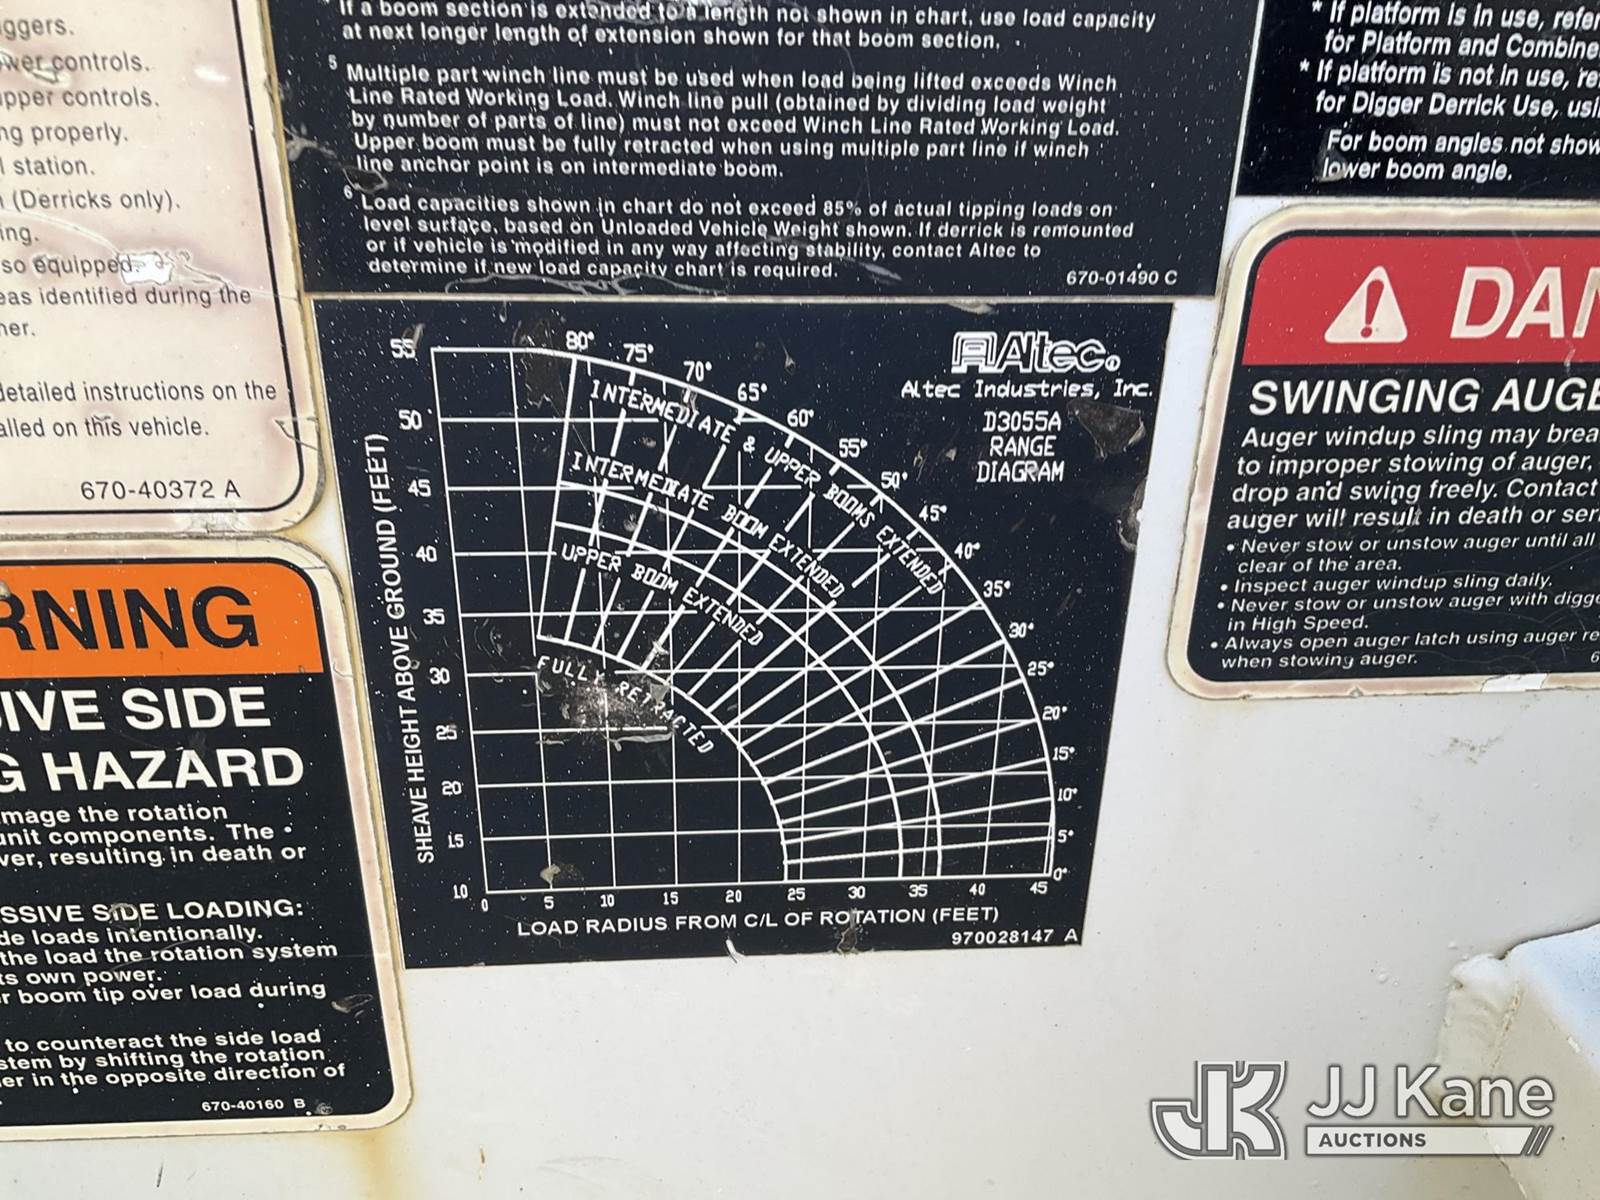 ggers.
wer controls.
pper controls.
ng properly.
l station.
(Derricks only).
ing.
so equipped.
eas identified during the
ner.
detailed instructions on the
alled on this vehicle.
670-40372 A
If a boom section is extended to a length not shown in chart, use load capacity
at next longer length of extension shown for that boom section.
5 Multiple part winch line must be used when load being lifted exceeds Winch
Line Rated Working Load. Winch line pull (obtained by dividing load weight
by number of parts of line) must not exceed Winch Line Rated Working Load.
Upper boom must be fully retracted when using multiple part line if winch
line anchor point is on intermediate boom.
6 Load capacities shown in chart do not exceed 85% of actual tipping loads on
level surface, based on Unloaded Vehicle Weight shown. If derrick is remounted
or if vehicle is modified in any way affecting stability, contact Altec to
determine if new load capacity chart is required.
670-01490 C
* If platform is in use, refer
for Platform and Combine
* If platform is not in use, re
for Digger Derrick Use, usi
For boom angles not show
lower boom angle.
RNING
SIVE SIDE
G HAZARD
mage the rotation
unit components. The
ver, resulting in death or
SSIVE SIDE LOADING:
de loads intentionally.
the load the rotation system
ts own power.
r boom tip over load during
to counteract the side load
stem by shifting the rotation
er in the opposite direction of
670-40160 B
Altec
Altec Industries, Inc.
D3055A
RANGE
DIAGRAM
SHEAVE HEIGHT ABOVE GROUND (FEET)
55
50
45
40
35
30
25
20
15
10
80°
75°
70°
65°
60°
55°
50°
45°
40°
35°
30°
25°
20°
15°
10°
5°
0°
INTERMEDIATE & UPPER BOOMS EXTENDED
INTERMEDIATE BOOM EXTENDED
UPPER BOOM EXTENDED
FULLY RETRACTED
0 5 10 15 20 25 30 35 40 45
LOAD RADIUS FROM C/L OF ROTATION (FEET)
970028147 A
DAN
SWINGING AUGE
Auger windup sling may brea
to improper stowing of auger,
drop and swing freely. Contact
auger will result in death or ser
• Never stow or unstow auger until all
clear of the area.
• Inspect auger windup sling daily.
• Never stow or unstow auger with digge
in High Speed.
• Always open auger latch using auger re
when stowing auger.
6
JK JJ Kane
AUCTIONS